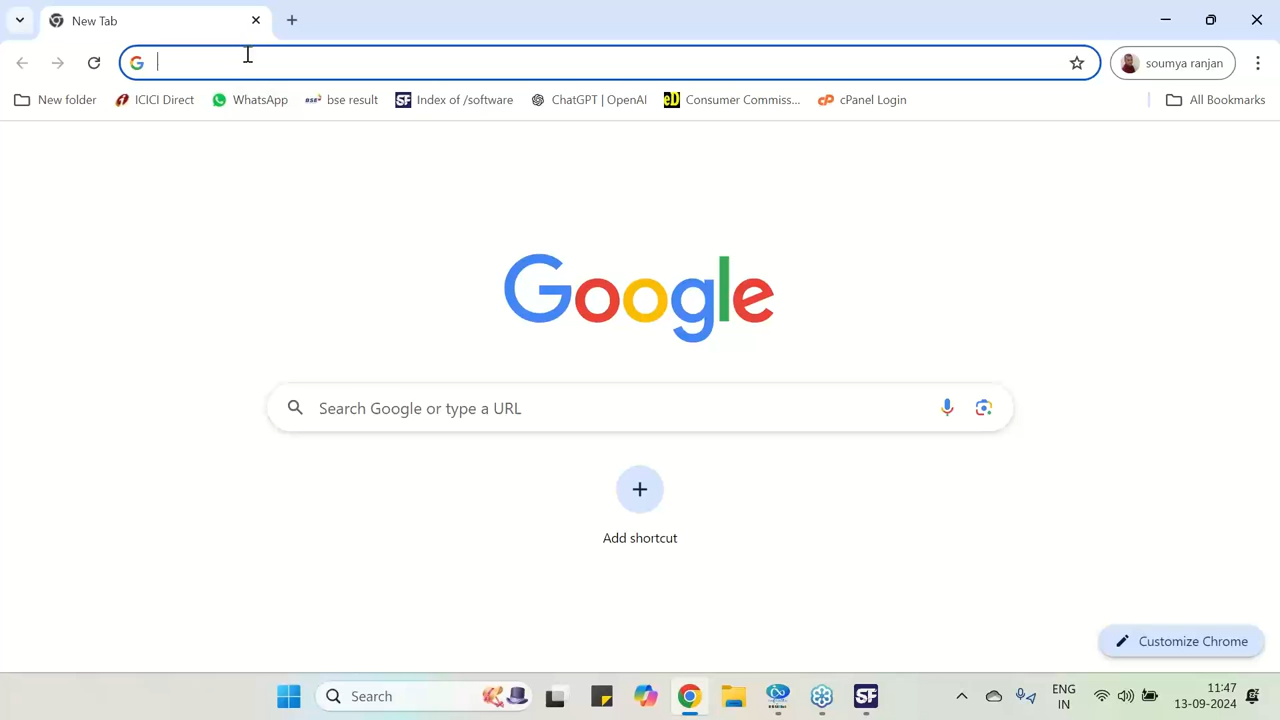 New Tab
soumya ranjan
New folder
ICICI Direct
WhatsApp
bse result
Index of /software
ChatGPT | OpenAI
Consumer Commiss...
cPanel Login
All Bookmarks
Google
Search Google or type a URL
Add shortcut
Customize Chrome
Search
ENG
IN
11:47
13-09-2024